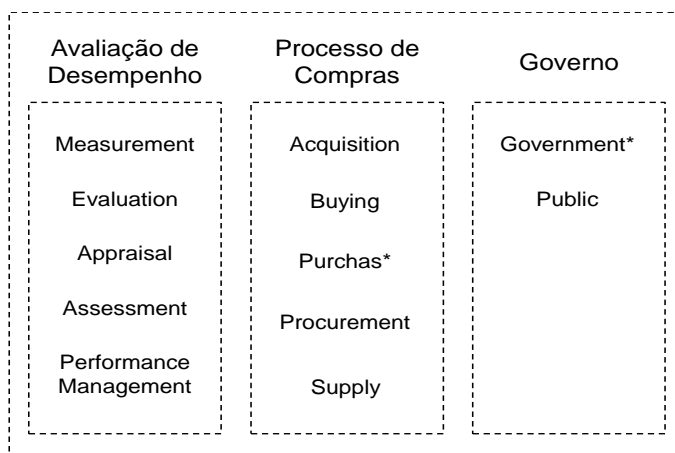 Avaliação de
Desempenho
Measurement
Evaluation
Appraisal
Assessment
Performance
Management
Processo de
Compras
Acquisition
Buying
Purchas*
Procurement
Supply
Governo
Government*
Public